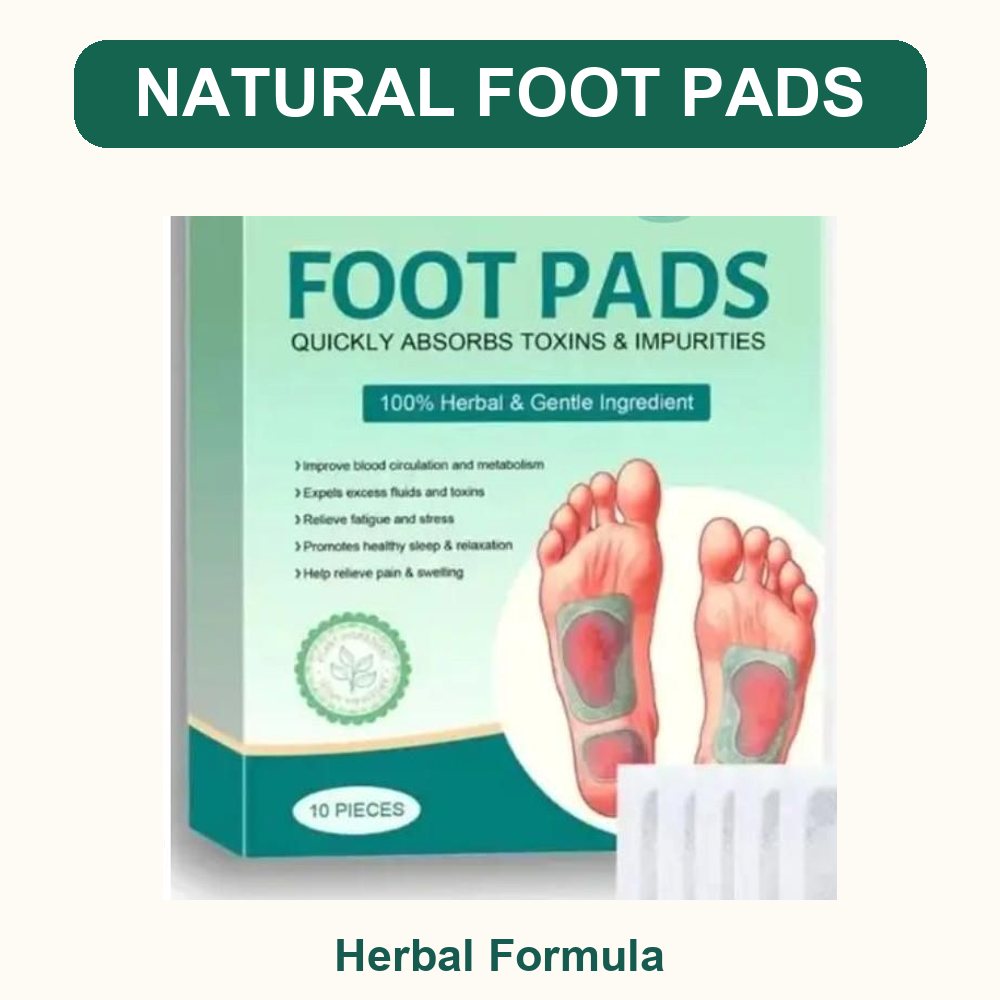 NATURAL FOOT PADS
FOOT PADS
QUICKLY ABSORBS TOXINS & IMPURITIES
100% Herbal & Gentle Ingredient
Improve blood circulation and metabolism
Expels excess fluids and toxins
Relieve fatigue and stress
Promotes healthy sleep & relaxation
Help relieve pain & swelling
10 PIECES
Herbal Formula